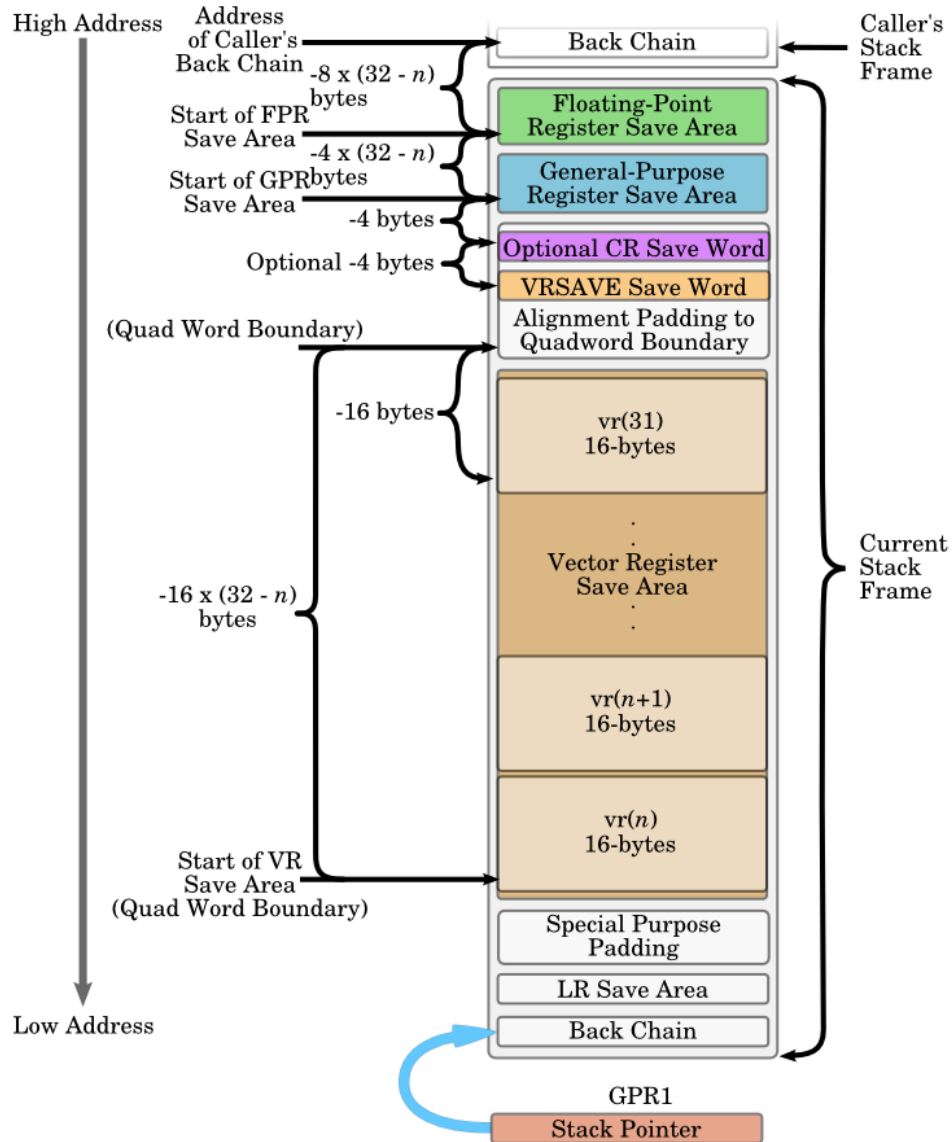 High Address
Address
of Caller's
Back Chain
Back Chain
Caller's
Stack
Frame
-8 x (32 - n)
bytes
Floating-Point
Register Save Area
Start of FPR
Save Area
-4 x (32 - n)
bytes
General-Purpose
Register Save Area
Start of GPR
Save Area
-4 bytes
Optional CR Save Word
Optional -4 bytes
VRSAVE Save Word
Alignment Padding to
Quadword Boundary
(Quad Word Boundary)
-16 bytes
vr(31)
16-bytes
.
.
Vector Register
Save Area
.
.
Current
Stack
Frame
-16 x (32 - n)
bytes
vr(n+1)
16-bytes
vr(n)
16-bytes
Start of VR
Save Area
(Quad Word Boundary)
Special Purpose
Padding
LR Save Area
Back Chain
Low Address
GPR1
Stack Pointer